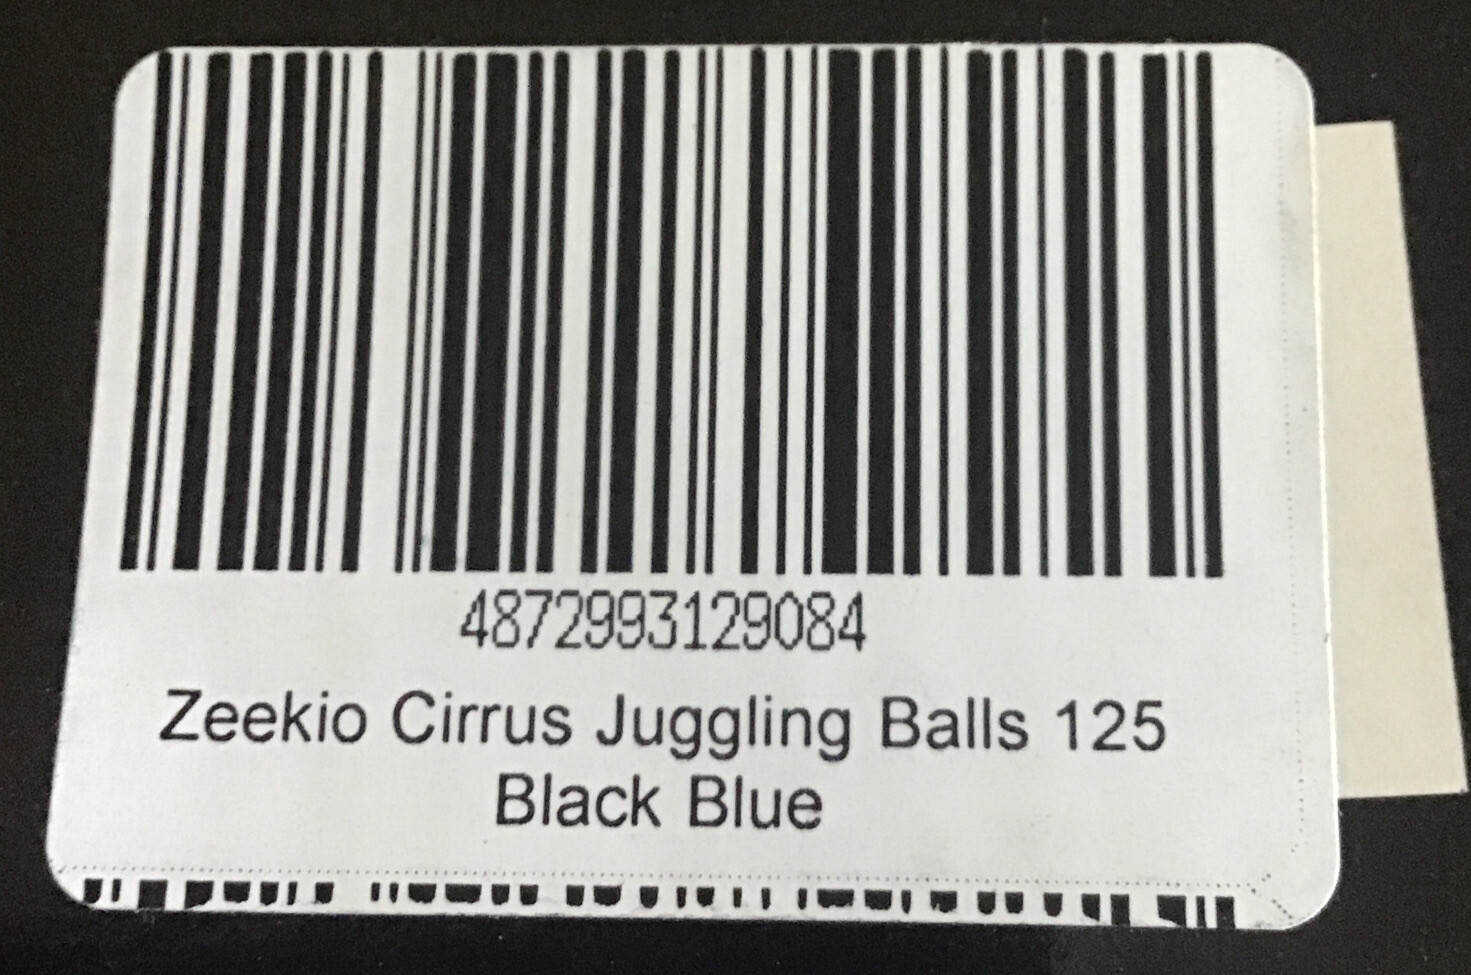 4872993129084
Zeekio Cirrus Juggling Balls 125
Black Blue